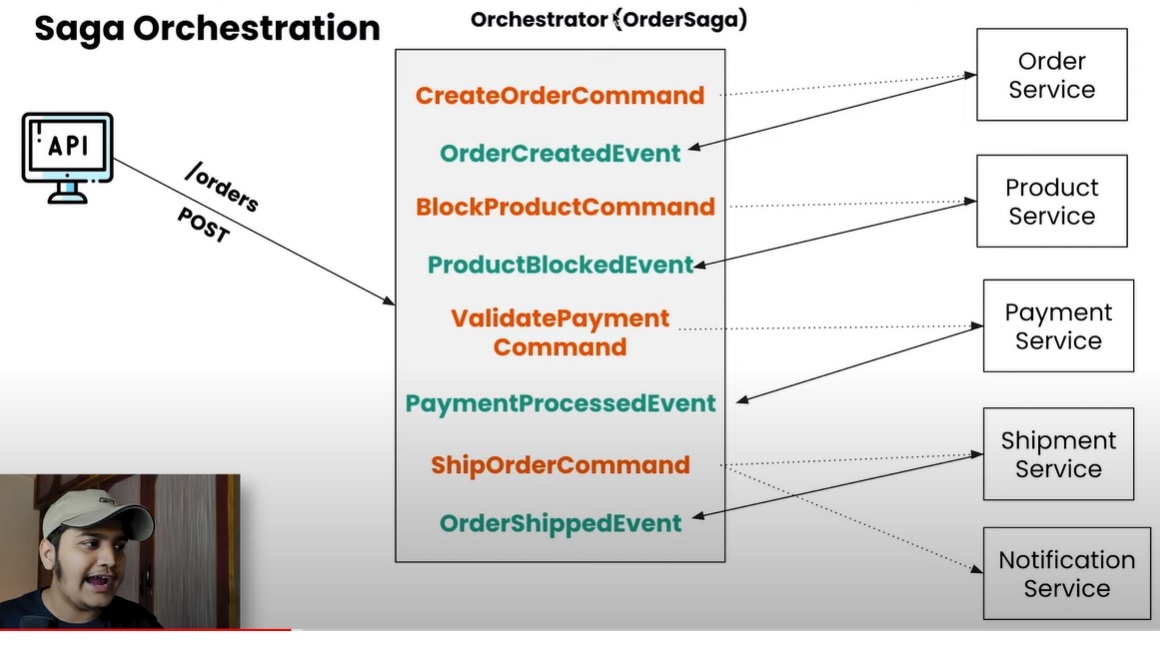 Saga Orchestration
Orchestrator (OrderSaga)
API
/orders
POST
CreateOrderCommand
OrderCreatedEvent
BlockProductCommand
ProductBlockedEvent
ValidatePayment
Command
PaymentProcessedEvent
ShipOrderCommand
OrderShippedEvent
Order
Service
Product
Service
Payment
Service
Shipment
Service
Notification
Service